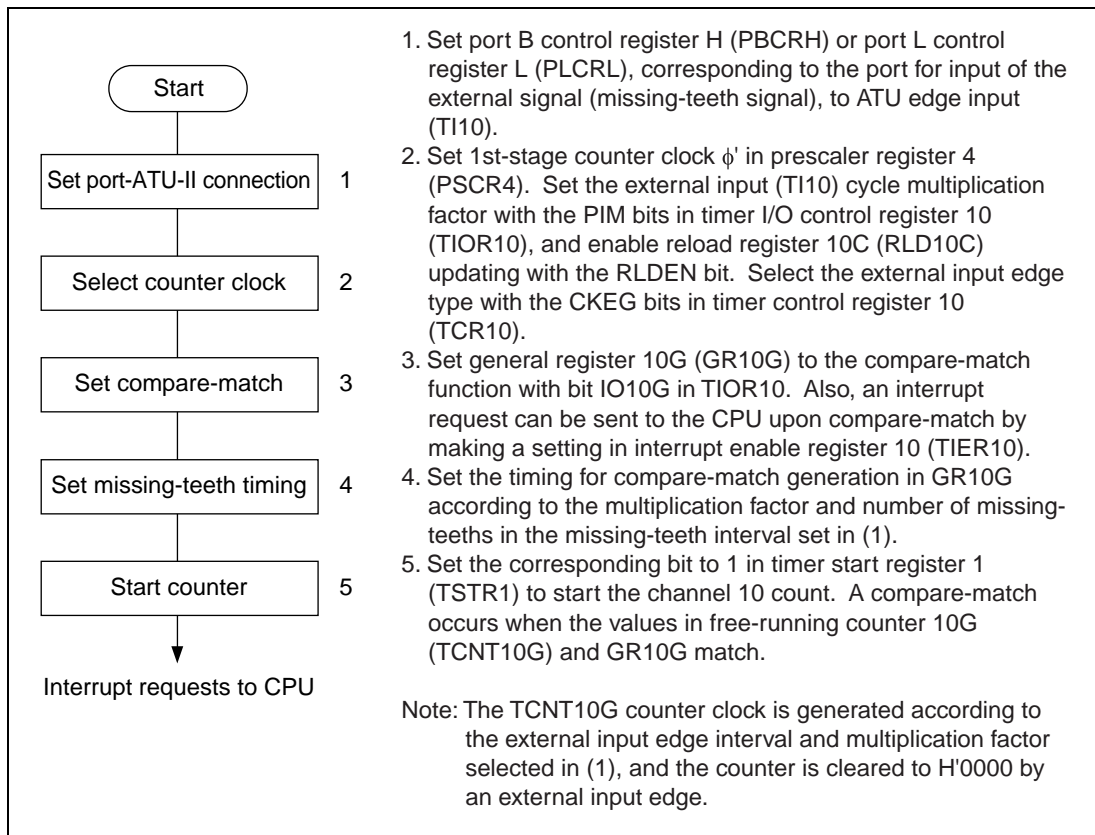 Start
Set port-ATU-II connection 1
Select counter clock 2
Set compare-match 3
Set missing-teeth timing 4
Start counter 5
Interrupt requests to CPU
1. Set port B control register H (PBCRH) or port L control
register L (PLCRL), corresponding to the port for input of the
external signal (missing-teeth signal), to ATU edge input
(TI10).
2. Set 1st-stage counter clock ϕ' in prescaler register 4
(PSCR4). Set the external input (TI10) cycle multiplication
factor with the PIM bits in timer I/O control register 10
(TIOR10), and enable reload register 10C (RLD10C)
updating with the RLDEN bit. Select the external input edge
type with the CKEG bits in timer control register 10
(TCR10).
3. Set general register 10G (GR10G) to the compare-match
function with bit IO10G in TIOR10. Also, an interrupt
request can be sent to the CPU upon compare-match by
making a setting in interrupt enable register 10 (TIER10).
4. Set the timing for compare-match generation in GR10G
according to the multiplication factor and number of missing-
teeths in the missing-teeth interval set in (1).
5. Set the corresponding bit to 1 in timer start register 1
(TSTR1) to start the channel 10 count. A compare-match
occurs when the values in free-running counter 10G
(TCNT10G) and GR10G match.
Note: The TCNT10G counter clock is generated according to
the external input edge interval and multiplication factor
selected in (1), and the counter is cleared to H'0000 by
an external input edge.